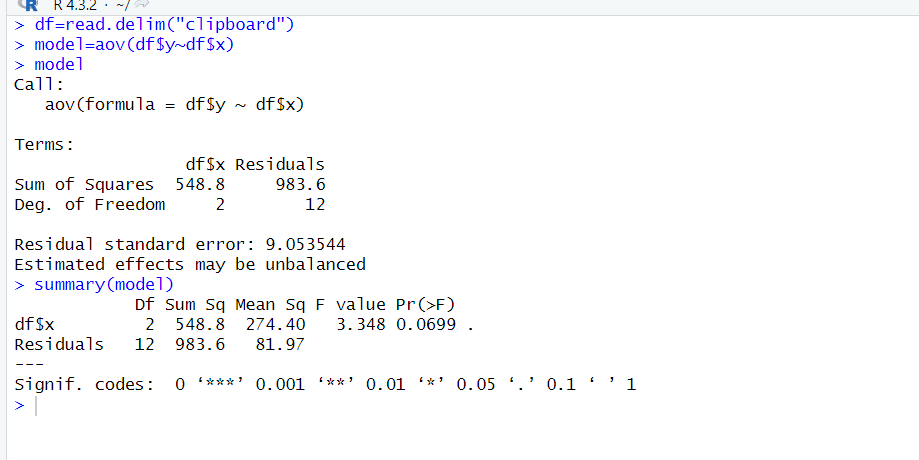 R R 4.3.2 · ~/
> df=read.delim("clipboard")
> model=aov(df$y~df$x)
> model
Call:
   aov(formula = df$y ~ df$x)

Terms:
                 df$x Residuals
Sum of Squares  548.8     983.6
Deg. of Freedom     2        12

Residual standard error: 9.053544
Estimated effects may be unbalanced
> summary(model)
            Df Sum Sq Mean Sq F value Pr(>F)
df$x         2  548.8  274.40   3.348 0.0699 .
Residuals   12  983.6   81.97
---
Signif. codes:  0 ‘***’ 0.001 ‘**’ 0.01 ‘*’ 0.05 ‘.’ 0.1 ‘ ’ 1
>